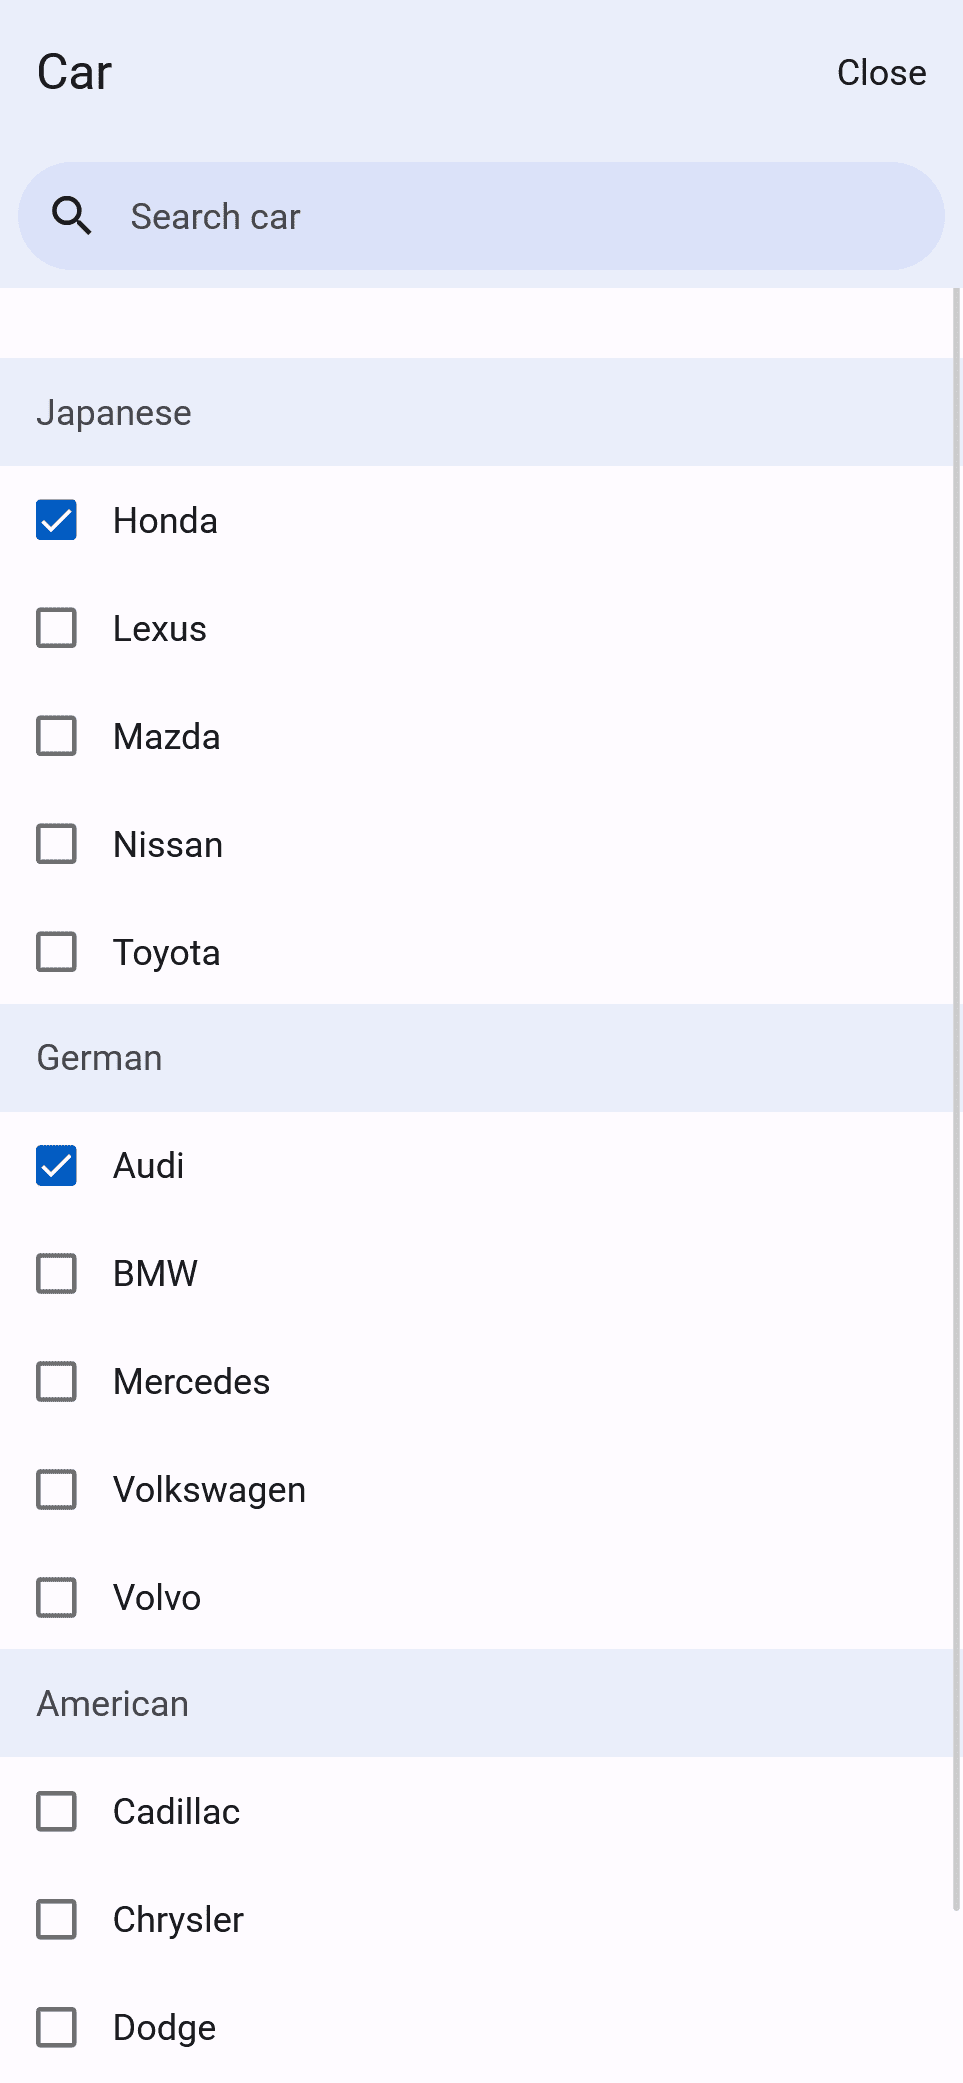 Car
Close
Search car
Japanese
Honda
Lexus
Mazda
Nissan
Toyota
German
Audi
BMW
Mercedes
Volkswagen
Volvo
American
Cadillac
Chrysler
Dodge